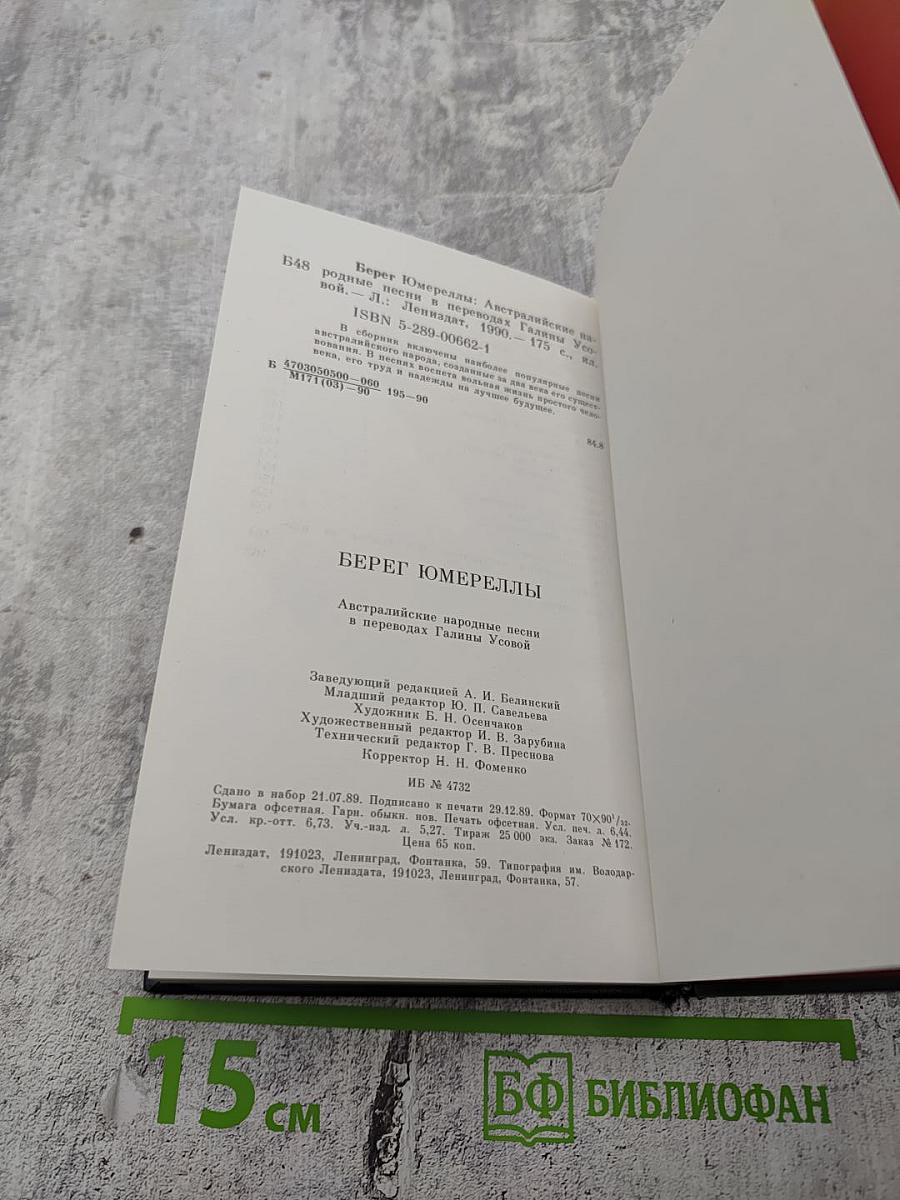 Берег Юмереллы: Австралийские на-
Б48 родные песни в переводах Галины Усо-
вой. — Л.: Лениздат, 1990. — 175 с., ил.
ISBN 5-289-00662-1
В сборник включены наиболее популярные песни
австралийского народа, созданные за два века его сущест-
вования. В песнях воспета вольная жизнь простого чело-
века, его труд и надежды на лучшее будущее.
Б 4703050500—060
М171(03)—90 195—90
84.8
БЕРЕГ ЮМЕРЕЛЛЫ
Австралийские народные песни
в переводах Галины Усовой
Заведующий редакцией А. И. Белинский
Младший редактор Ю. П. Савельева
Художник Б. Н. Осенчаков
Художественный редактор И. В. Зарубина
Технический редактор Г. В. Преснова
Корректор Н. Н. Фоменко
ИБ № 4732
Сдано в набор 21.07.89. Подписано к печати 29.12.89. Формат 70×90¹/₃₂.
Бумага офсетная. Гарн. обыкн. нов. Печать офсетная. Усл. печ. л. 6,44.
Усл. кр.-отт. 6,73. Уч.-изд. л. 5,27. Тираж 25 000 экз. Заказ № 172.
Цена 65 коп.
Лениздат, 191023, Ленинград, Фонтанка, 59. Типография им. Володар-
ского Лениздата, 191023, Ленинград, Фонтанка, 57.
15 см
БФ БИБЛИОФАН